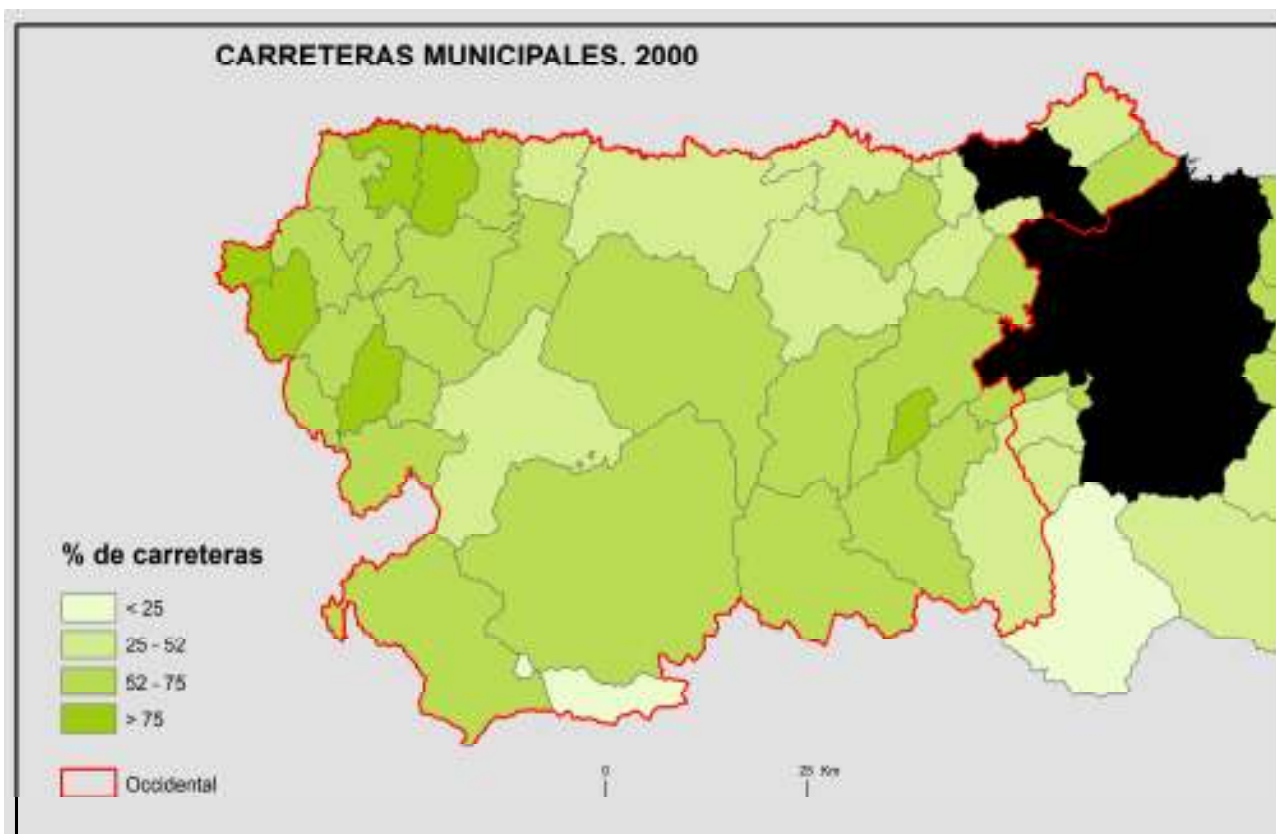 CARRETERAS MUNICIPALES. 2000
% de carreteras
< 25
25 - 52
52 - 75
> 75
Occidental
0 25 Km